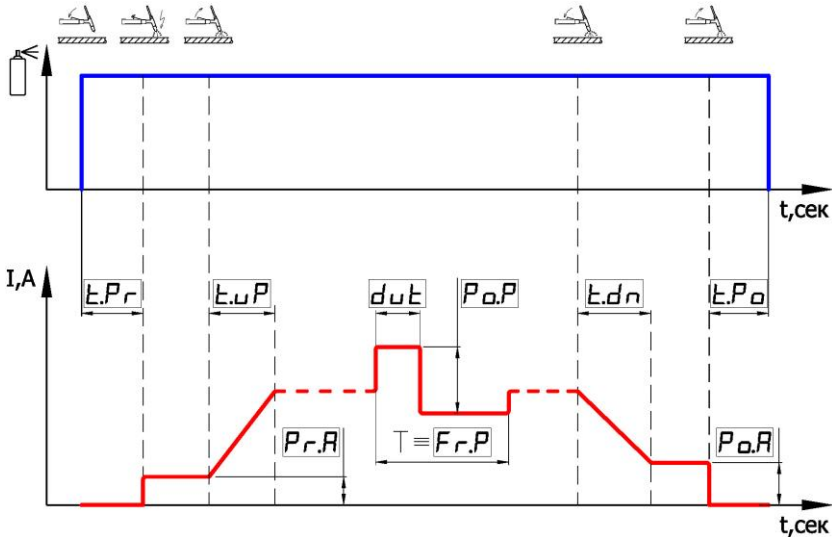 t,сек
I,A
t.Pr
t.uP
dut
Po.P
t.dn
t.Po
Pr.A
T ≡ Fr.P
Po.A
t,сек